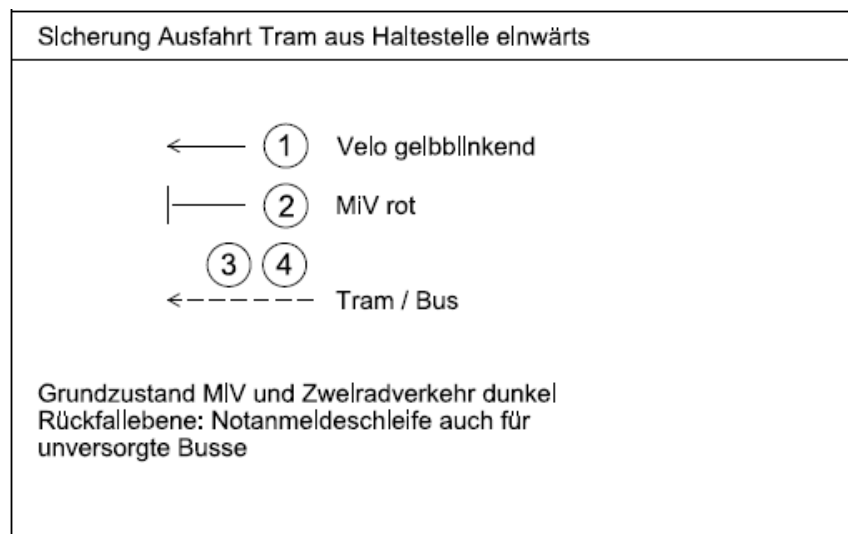 Sicherung Ausfahrt Tram aus Haltestelle einwärts
1 Velo gelbblinkend
2 MiV rot
3 4
Tram / Bus
Grundzustand MIV und Zweiradverkehr dunkel
Rückfallebene: Notanmeldeschleife auch für
unversorgte Busse